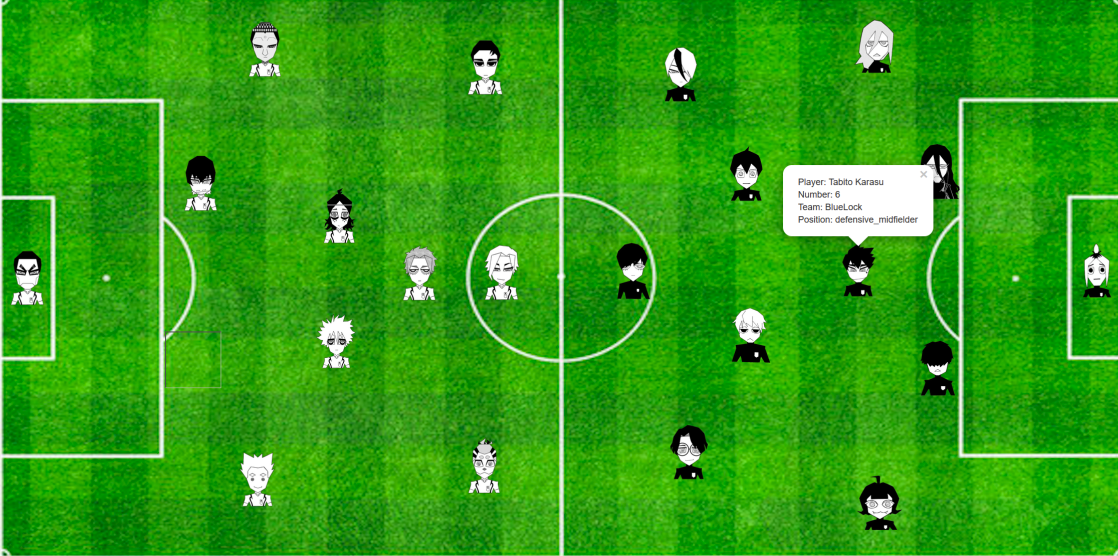 Player: Tabito Karasu ×
Number: 6
Team: BlueLock
Position: defensive_midfielder